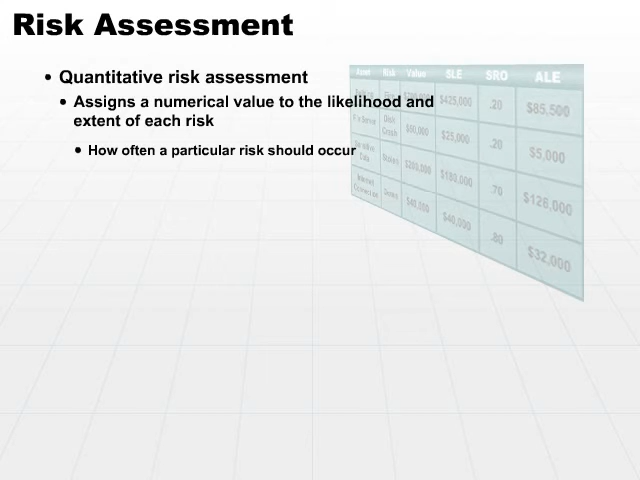 Risk Assessment
• Quantitative risk assessment
• Assigns a numerical value to the likelihood and
extent of each risk
• How often a particular risk should occur
Asset Risk Value SLE SRO ALE
Fire $425,000 .20 $85,500
Disk Crash $25,000 .20 $5,000
Data Stolen $180,000 .70 $126,000
Internet Connection $40,000 $40,000 .80 $32,000